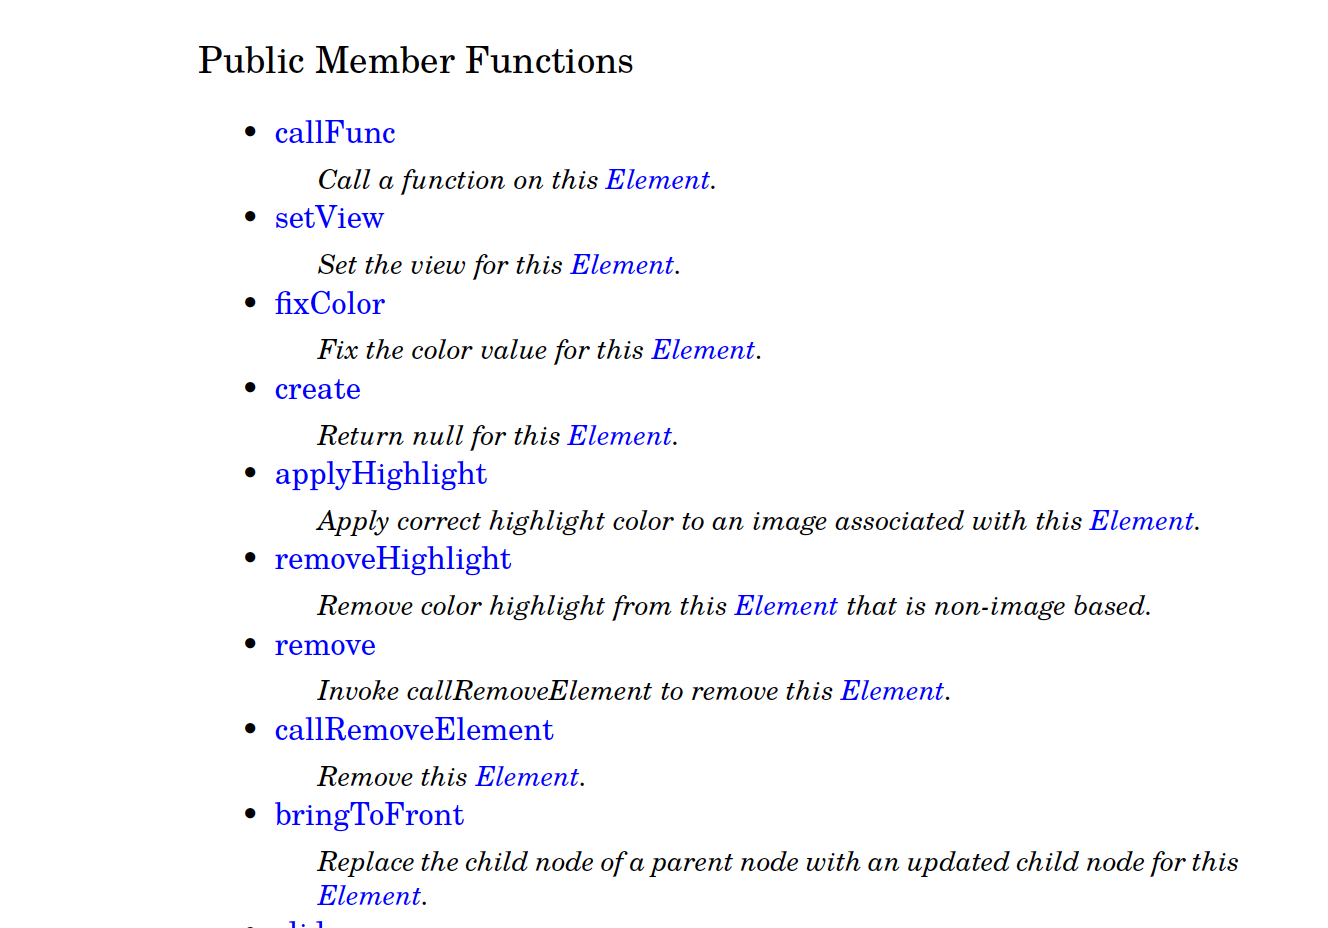 Public Member Functions
• callFunc
Call a function on this Element.
• setView
Set the view for this Element.
• fixColor
Fix the color value for this Element.
• create
Return null for this Element.
• applyHighlight
Apply correct highlight color to an image associated with this Element.
• removeHighlight
Remove color highlight from this Element that is non-image based.
• remove
Invoke callRemoveElement to remove this Element.
• callRemoveElement
Remove this Element.
• bringToFront
Replace the child node of a parent node with an updated child node for this
Element.